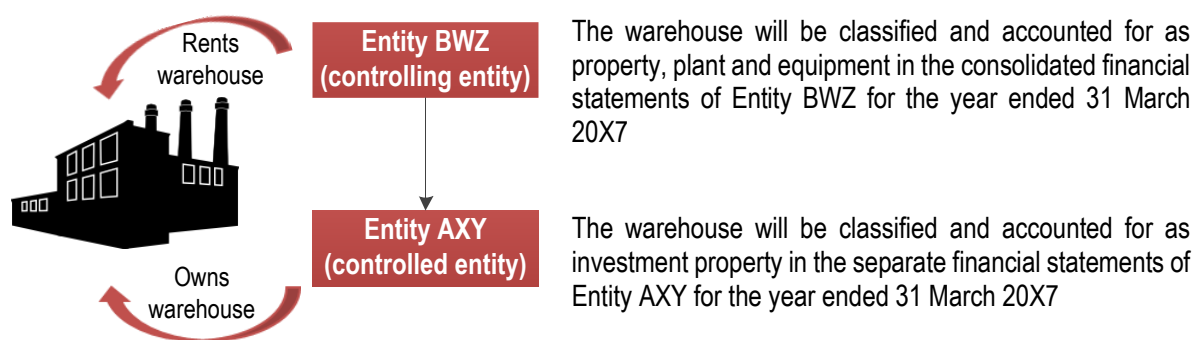 Rents
warehouse
Entity BWZ
(controlling entity)
The warehouse will be classified and accounted for as
property, plant and equipment in the consolidated financial
statements of Entity BWZ for the year ended 31 March
20X7
Entity AXY
(controlled entity)
The warehouse will be classified and accounted for as
investment property in the separate financial statements of
Entity AXY for the year ended 31 March 20X7
Owns
warehouse